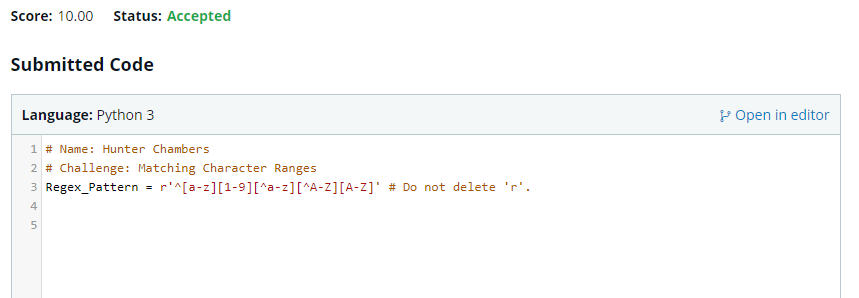 Score: 10.00 Status: Accepted
Submitted Code
Language: Python 3 Open in editor
1 # Name: Hunter Chambers
2 # Challenge: Matching Character Ranges
3 Regex_Pattern = r'^[a-z][1-9][^a-z][^A-Z][A-Z]' # Do not delete 'r'.
4
5